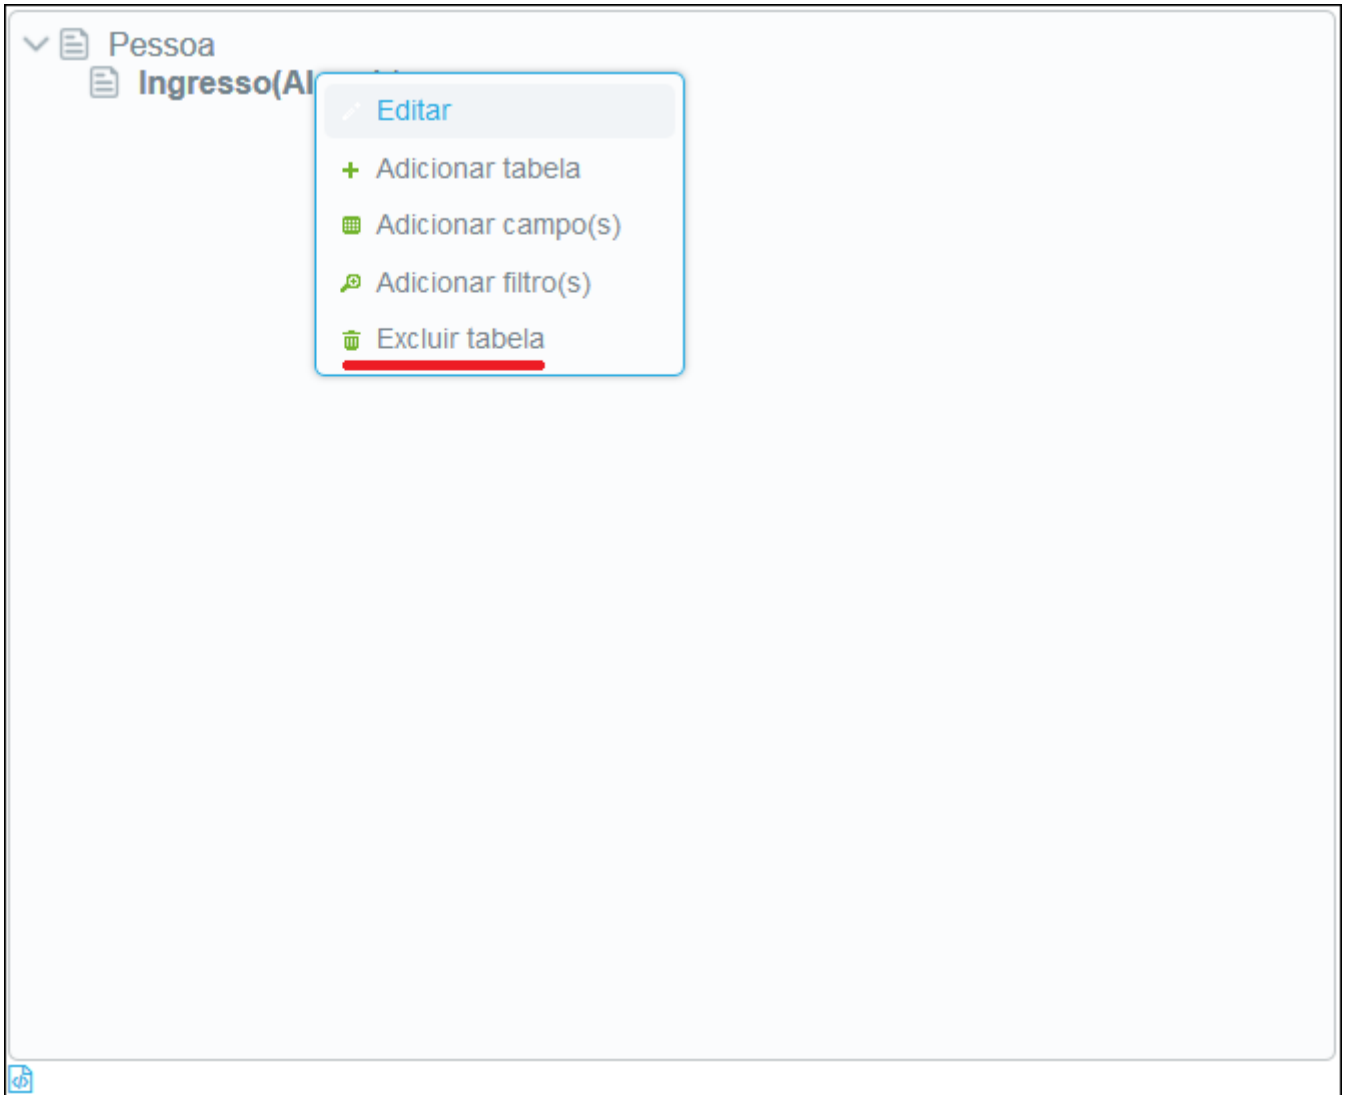 Pessoa
Ingresso(Al
Editar
Adicionar tabela
Adicionar campo(s)
Adicionar filtro(s)
Excluir tabela